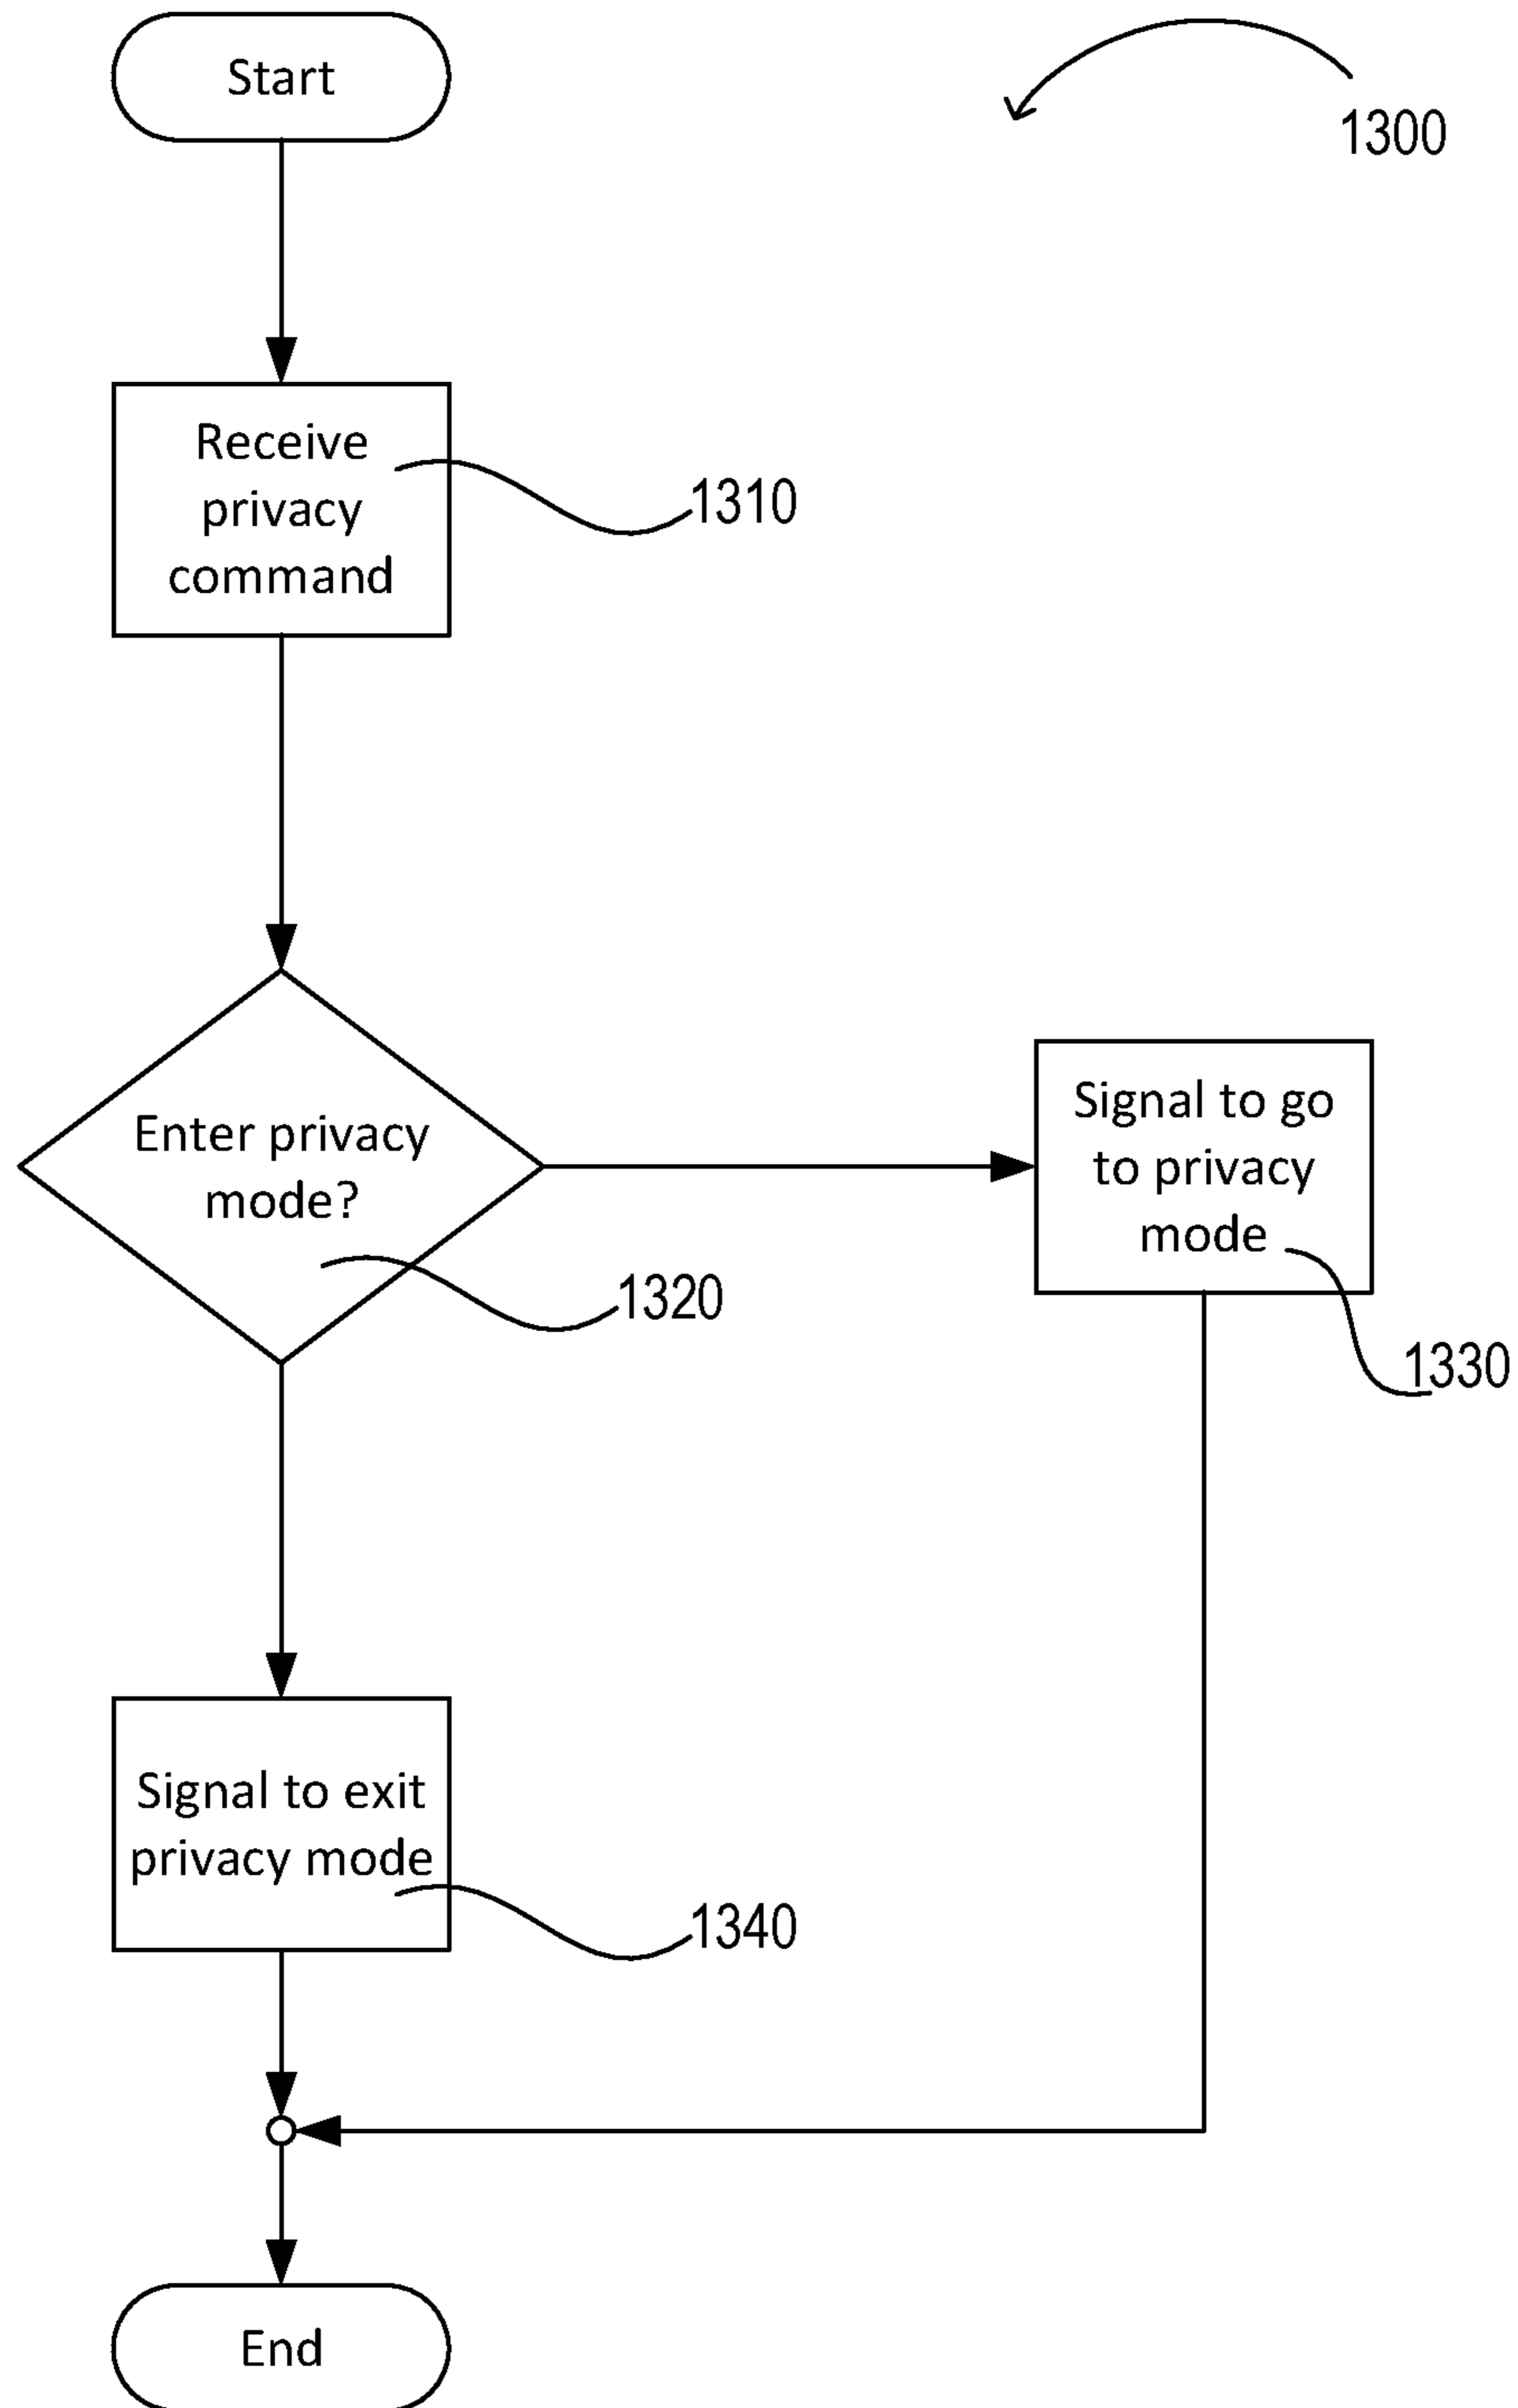 Start
1300
Receive
privacy
command
1310
Enter privacy
mode?
1320
Signal to go
to privacy
mode
1330
Signal to exit
privacy mode
1340
End